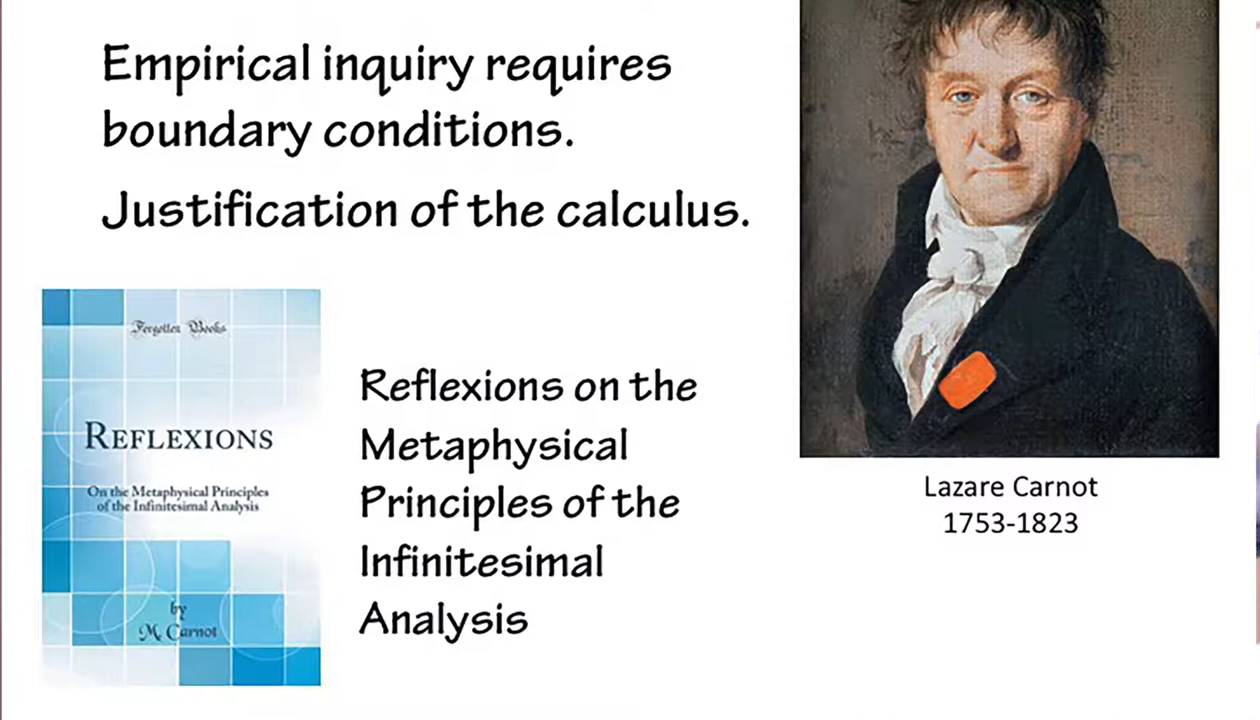 Empirical inquiry requires
boundary conditions.
Justification of the calculus.
Forgotten Books
REFLEXIONS
On the Metaphysical Principles
of the Infinitesimal Analysis
by
M Carnot
Reflexions on the
Metaphysical
Principles of the
Infinitesimal
Analysis
Lazare Carnot
1753-1823